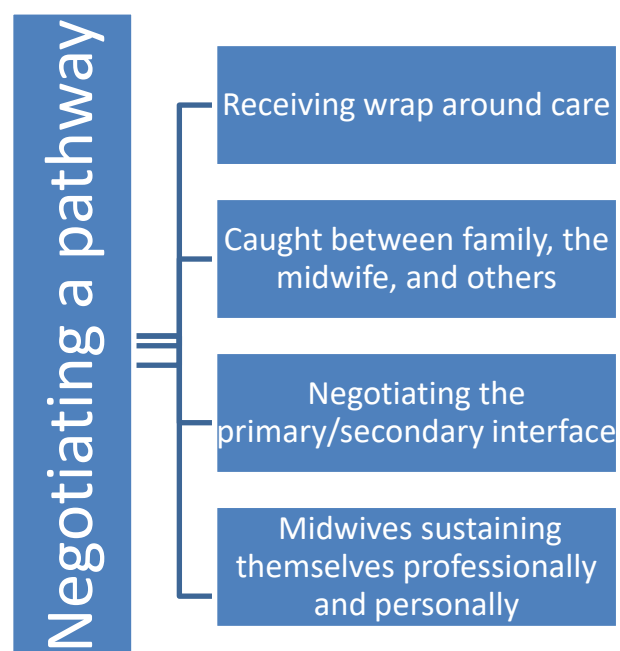 Negotiating a pathway
Receiving wrap around care
Caught between family, the
midwife, and others
Negotiating the
primary/secondary interface
Midwives sustaining
themselves professionally
and personally